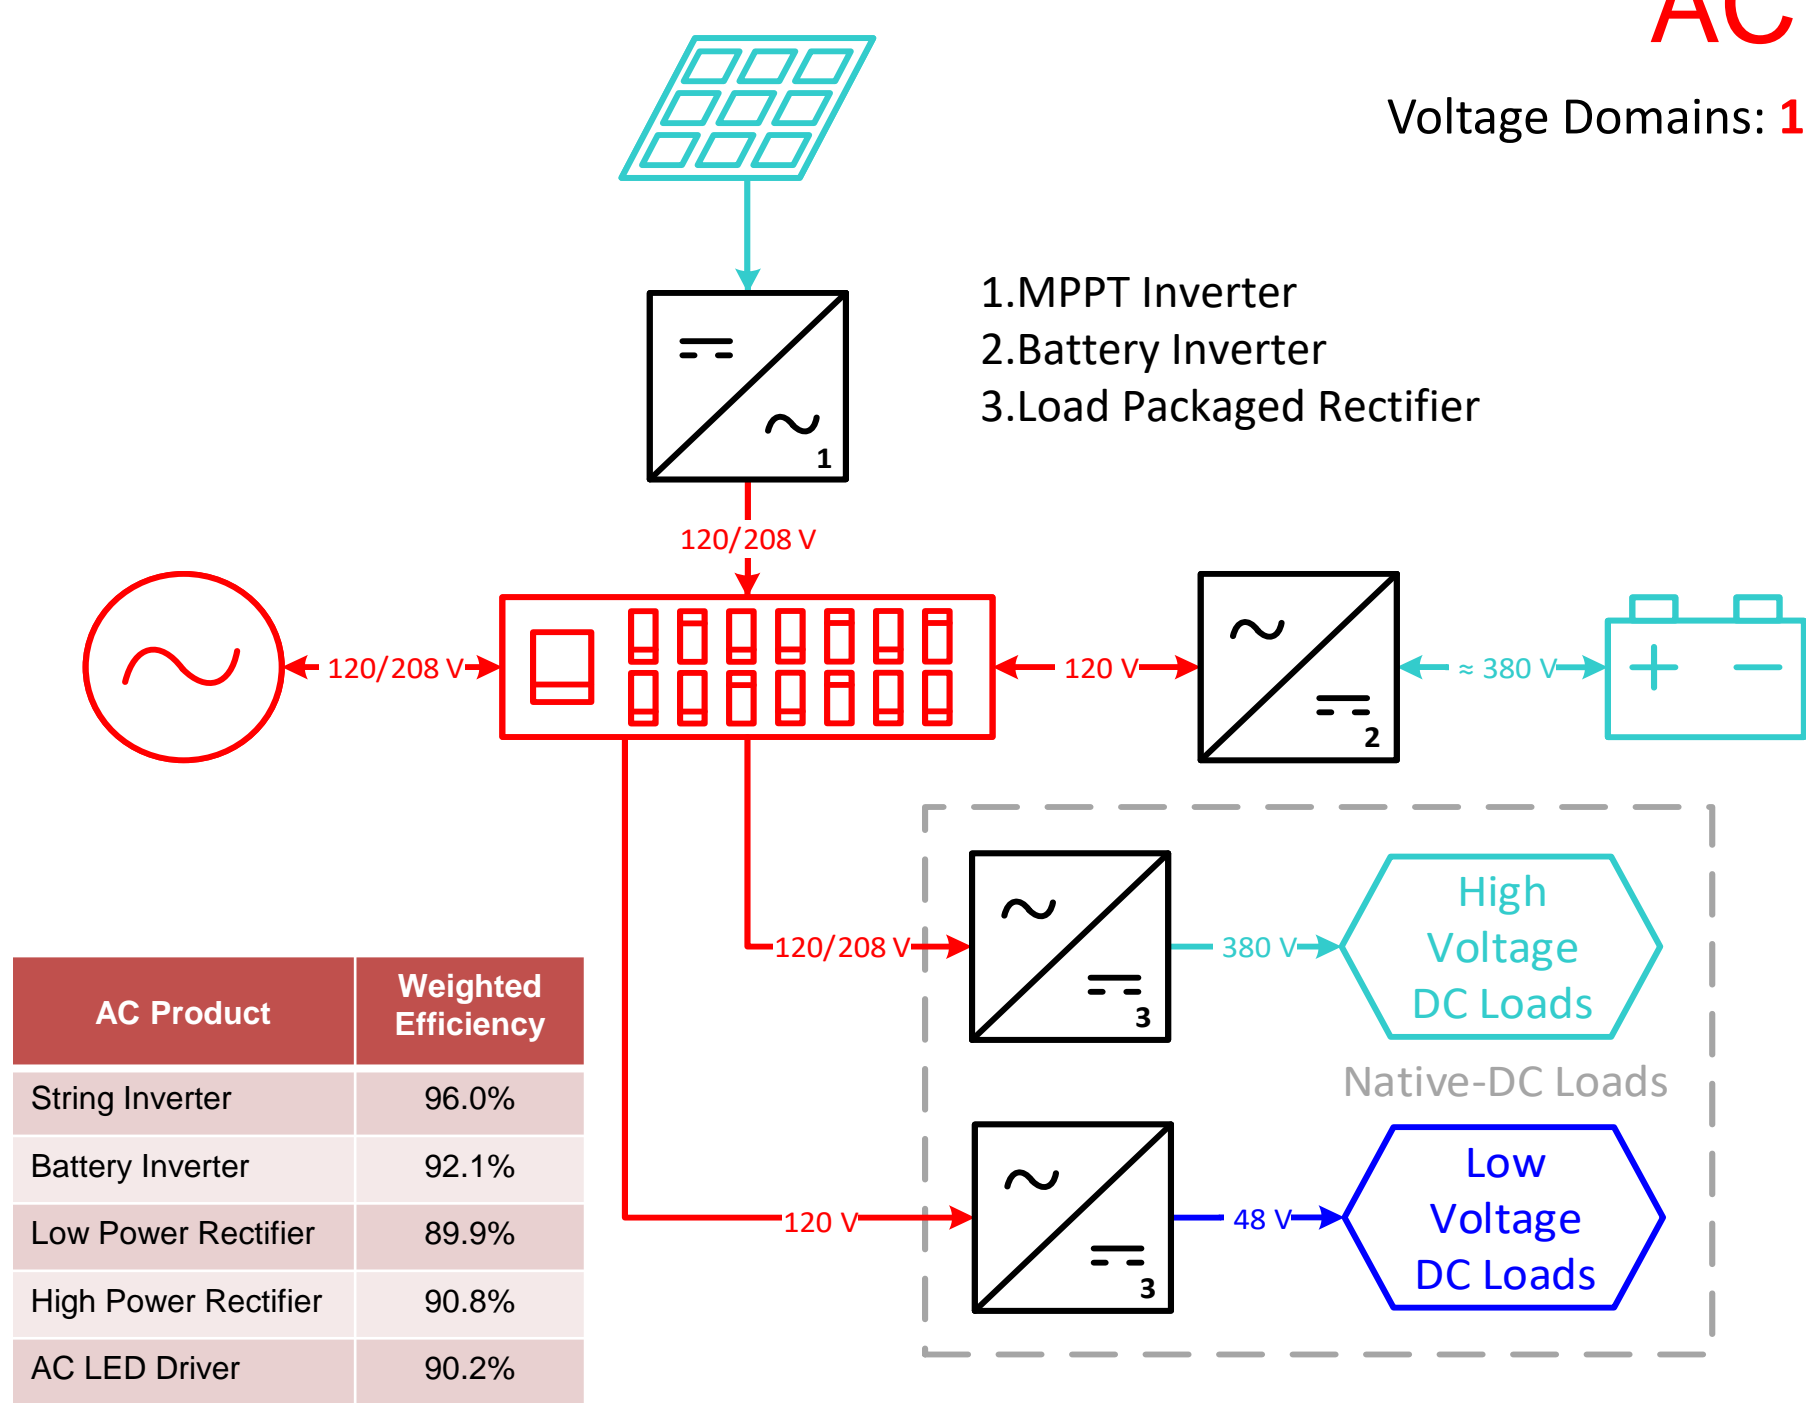 AC
Voltage Domains: 1
1.MPPT Inverter
2.Battery Inverter
3.Load Packaged Rectifier
1
120/208 V
120/208 V
120 V
2
≈ 380 V
+ −
120/208 V
3
380 V
High
Voltage
DC Loads
Native-DC Loads
120 V
3
48 V
Low
Voltage
DC Loads
AC Product Weighted Efficiency
String Inverter 96.0%
Battery Inverter 92.1%
Low Power Rectifier 89.9%
High Power Rectifier 90.8%
AC LED Driver 90.2%